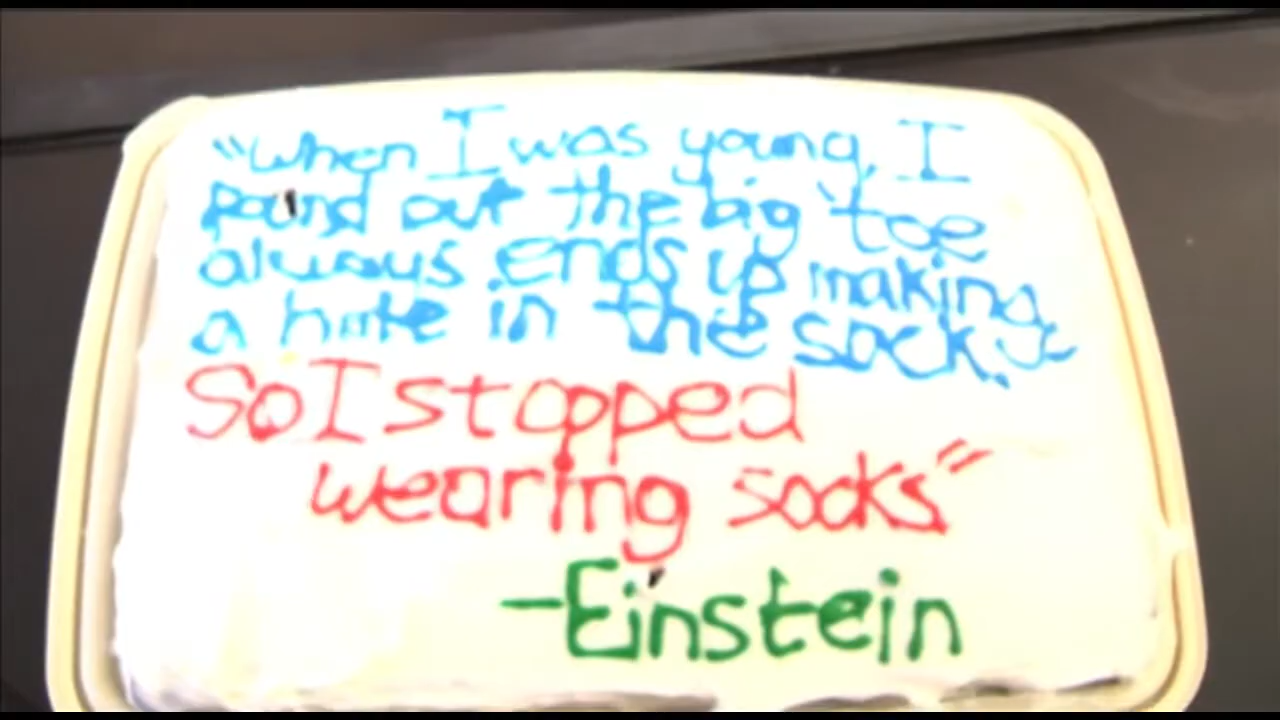 "When I was young, I
found out the big toe
always ends up making
a hole in the sock.
So I stopped
wearing socks"
-Einstein